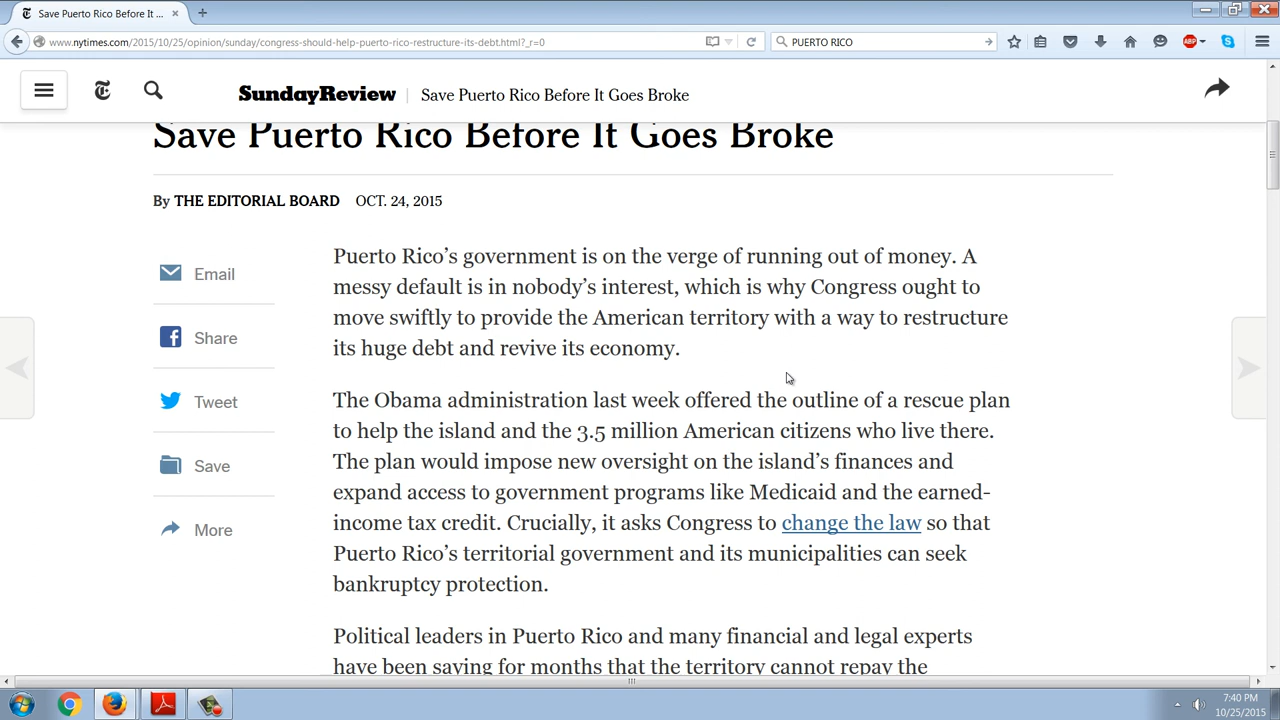 Save Puerto Rico Before It ...
www.nytimes.com/2015/10/25/opinion/sunday/congress-should-help-puerto-rico-restructure-its-debt.html?_r=0
PUERTO RICO
ABP
SundayReview | Save Puerto Rico Before It Goes Broke
Save Puerto Rico Before It Goes Broke
By THE EDITORIAL BOARD OCT. 24, 2015
Email
Share
Tweet
Save
More
Puerto Rico’s government is on the verge of running out of money. A
messy default is in nobody’s interest, which is why Congress ought to
move swiftly to provide the American territory with a way to restructure
its huge debt and revive its economy.
The Obama administration last week offered the outline of a rescue plan
to help the island and the 3.5 million American citizens who live there.
The plan would impose new oversight on the island’s finances and
expand access to government programs like Medicaid and the earned-
income tax credit. Crucially, it asks Congress to change the law so that
Puerto Rico’s territorial government and its municipalities can seek
bankruptcy protection.
Political leaders in Puerto Rico and many financial and legal experts
have been saying for months that the territory cannot repay the
7:40 PM
10/25/2015